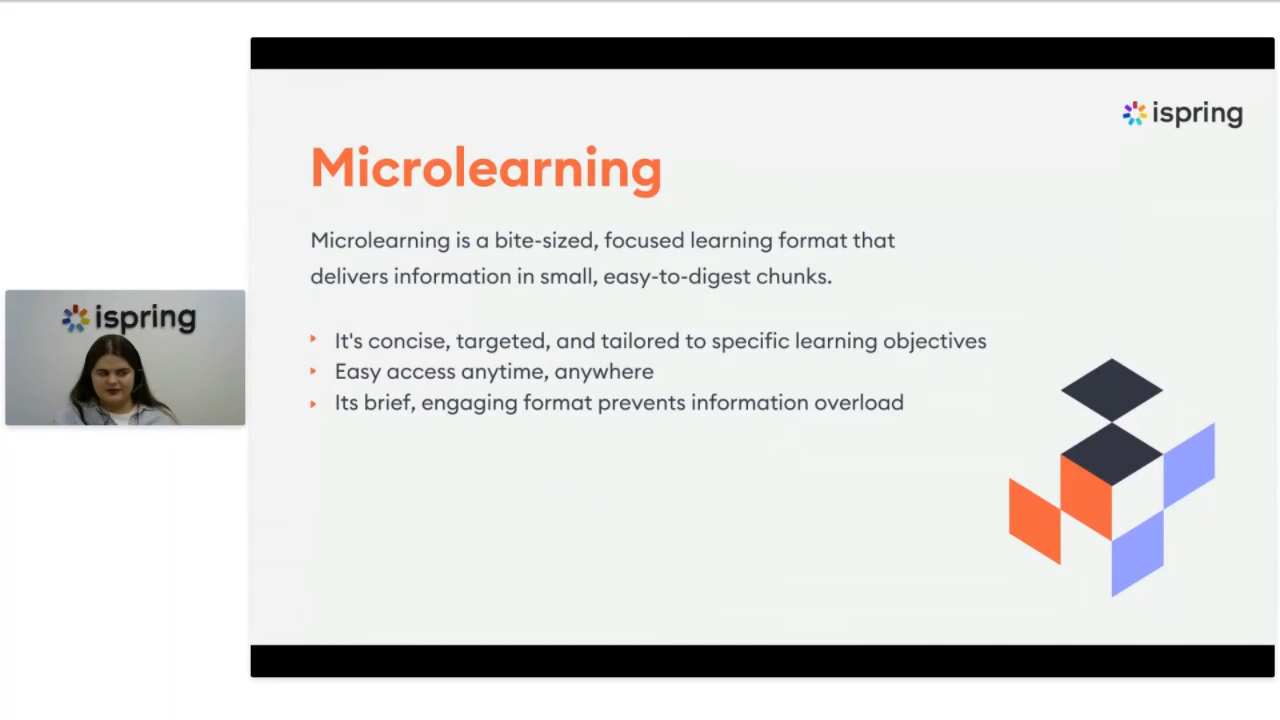 ispring
Microlearning
Microlearning is a bite-sized, focused learning format that
delivers information in small, easy-to-digest chunks.
It's concise, targeted, and tailored to specific learning objectives
Easy access anytime, anywhere
Its brief, engaging format prevents information overload
ispring